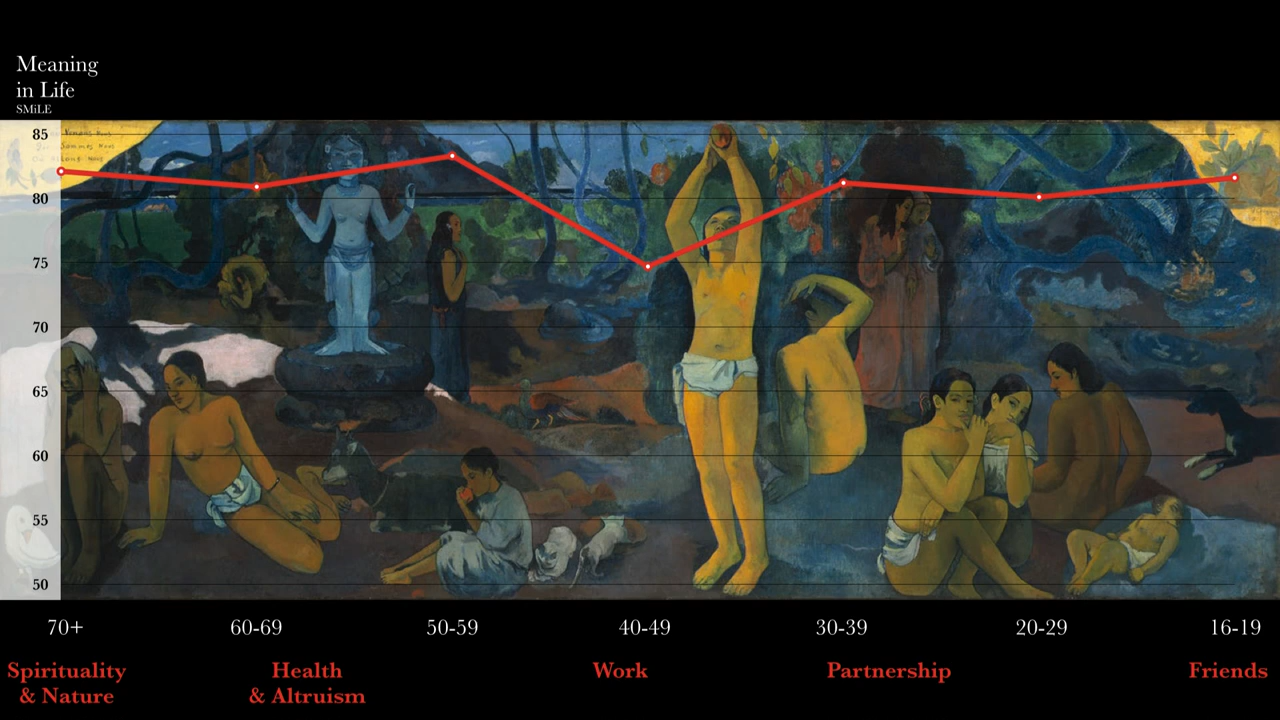 Meaning
in Life
SMiLE
85
80
75
70
65
60
55
50
70+ 60-69 50-59 40-49 30-39 20-29 16-19
Spirituality Health Work Partnership Friends
& Nature & Altruism